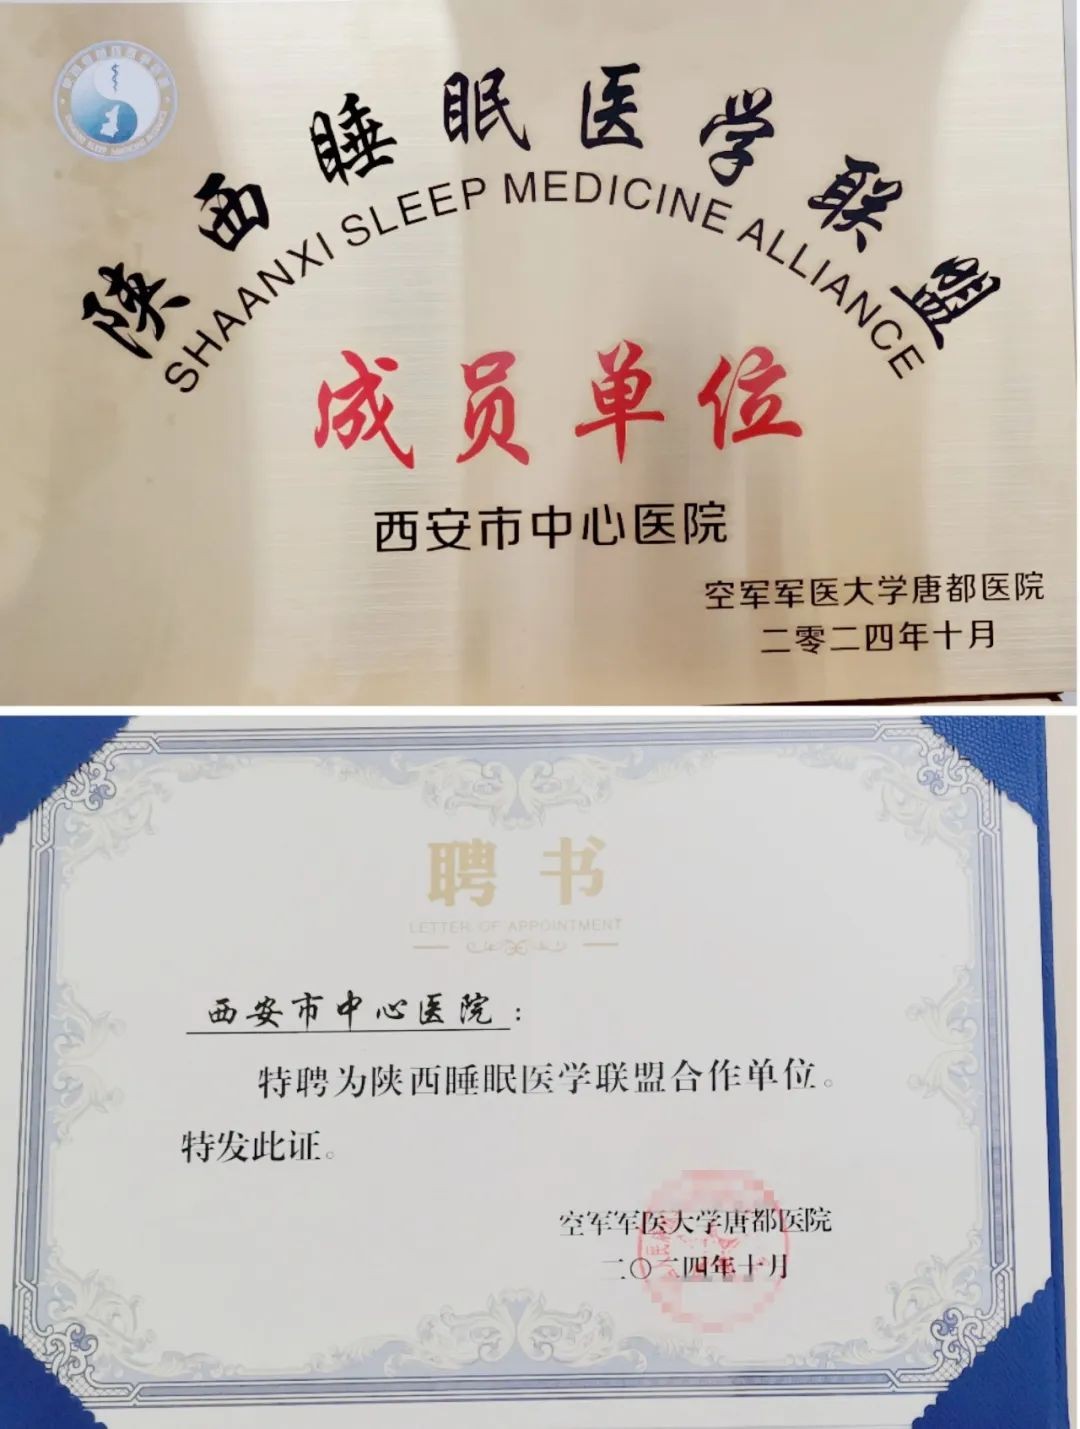 陕西睡眠医学联盟
SHAANXI SLEEP MEDICINE ALLIANCE
成员单位
西安市中心医院
空军军医大学唐都医院
二零二四年十月
聘书
LETTER OF APPOINTMENT
西安市中心医院：
特聘为陕西睡眠医学联盟合作单位。
特发此证。
空军军医大学唐都医院
二〇二四年十月